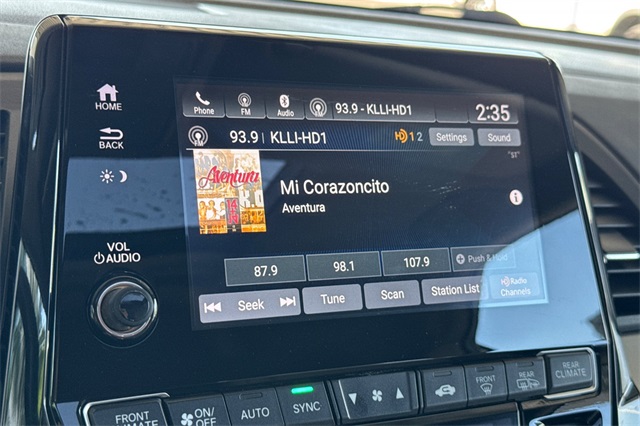 Phone FM Audio 93.9 - KLLI-HD1 2:35
HOME
93.9 | KLLI-HD1 HD 1 2 Settings Sound
BACK
"ST"
Aventura
Mi Corazoncito
Aventura
VOL
AUDIO
87.9 98.1 107.9 Push & Hold
Seek Tune Scan Station List HD Radio
Channels
FRONT CLIMATE ON/OFF AUTO SYNC FRONT REAR REAR CLIMATE